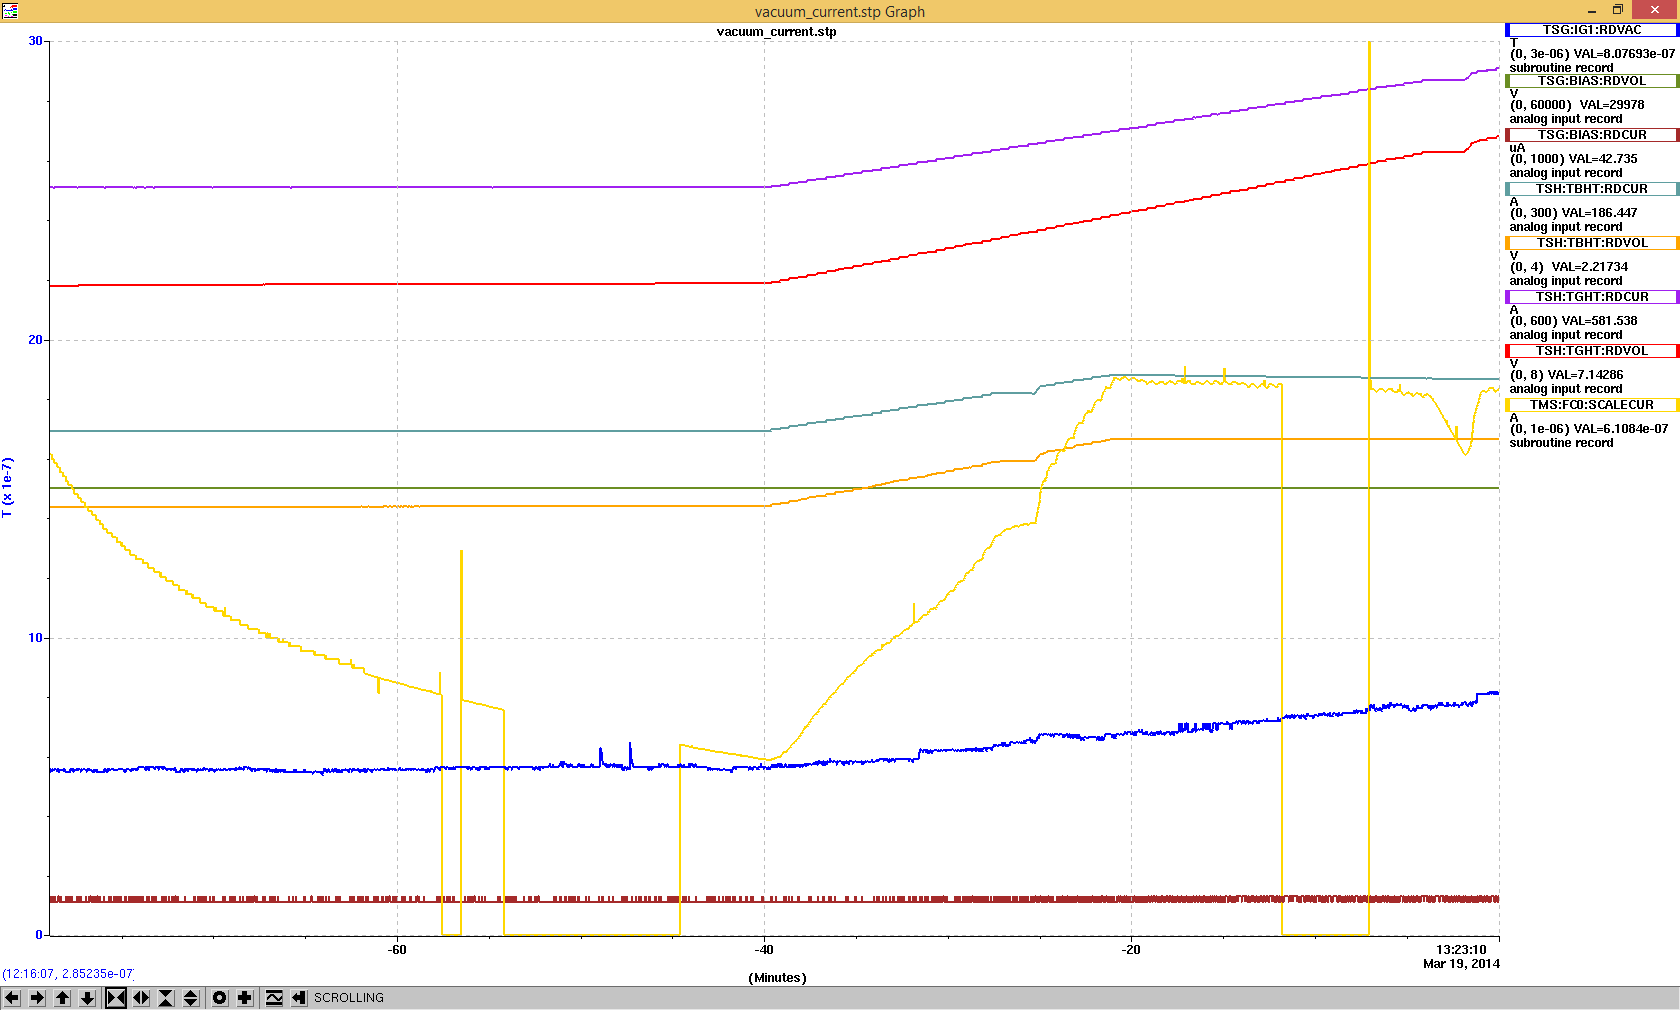 vacuum_current.stp Graph
vacuum_current.stp
30
20
10
0
T (x 1e-7)
-60
-40
-20
13:23:10
Mar 19, 2014
(Minutes)
(12:16:07, 2.85235e-07)
SCROLLING
TSG:IG1:RDVAC
T
(0, 3e-06) VAL=8.07693e-07
subroutine record
TSG:BIAS:RDVOL
V
(0, 60000) VAL=29978
analog input record
TSG:BIAS:RDCUR
uA
(0, 1000) VAL=42.735
analog input record
TSH:TBHT:RDCUR
A
(0, 300) VAL=186.447
analog input record
TSH:TBHT:RDVOL
V
(0, 4) VAL=2.21734
analog input record
TSH:TGHT:RDCUR
A
(0, 600) VAL=581.538
analog input record
TSH:TGHT:RDVOL
V
(0, 8) VAL=7.14286
analog input record
TMS:FC0:SCALECUR
A
(0, 1e-06) VAL=6.1084e-07
subroutine record